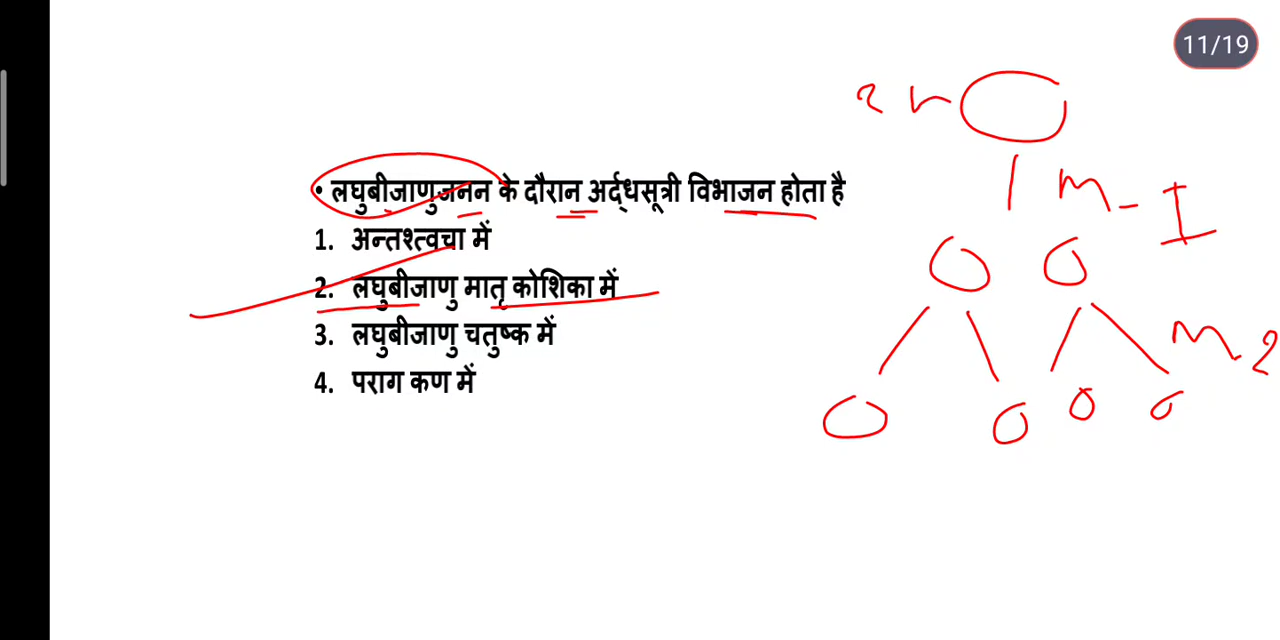 11/19
2n
• लघुबीजाणुजनन के दौरान अर्द्धसूत्री विभाजन होता है
M-I
1. अन्तश्त्वचा में
2. लघुबीजाणु मातृ कोशिका में
3. लघुबीजाणु चतुष्क में
M-2
4. पराग कण में